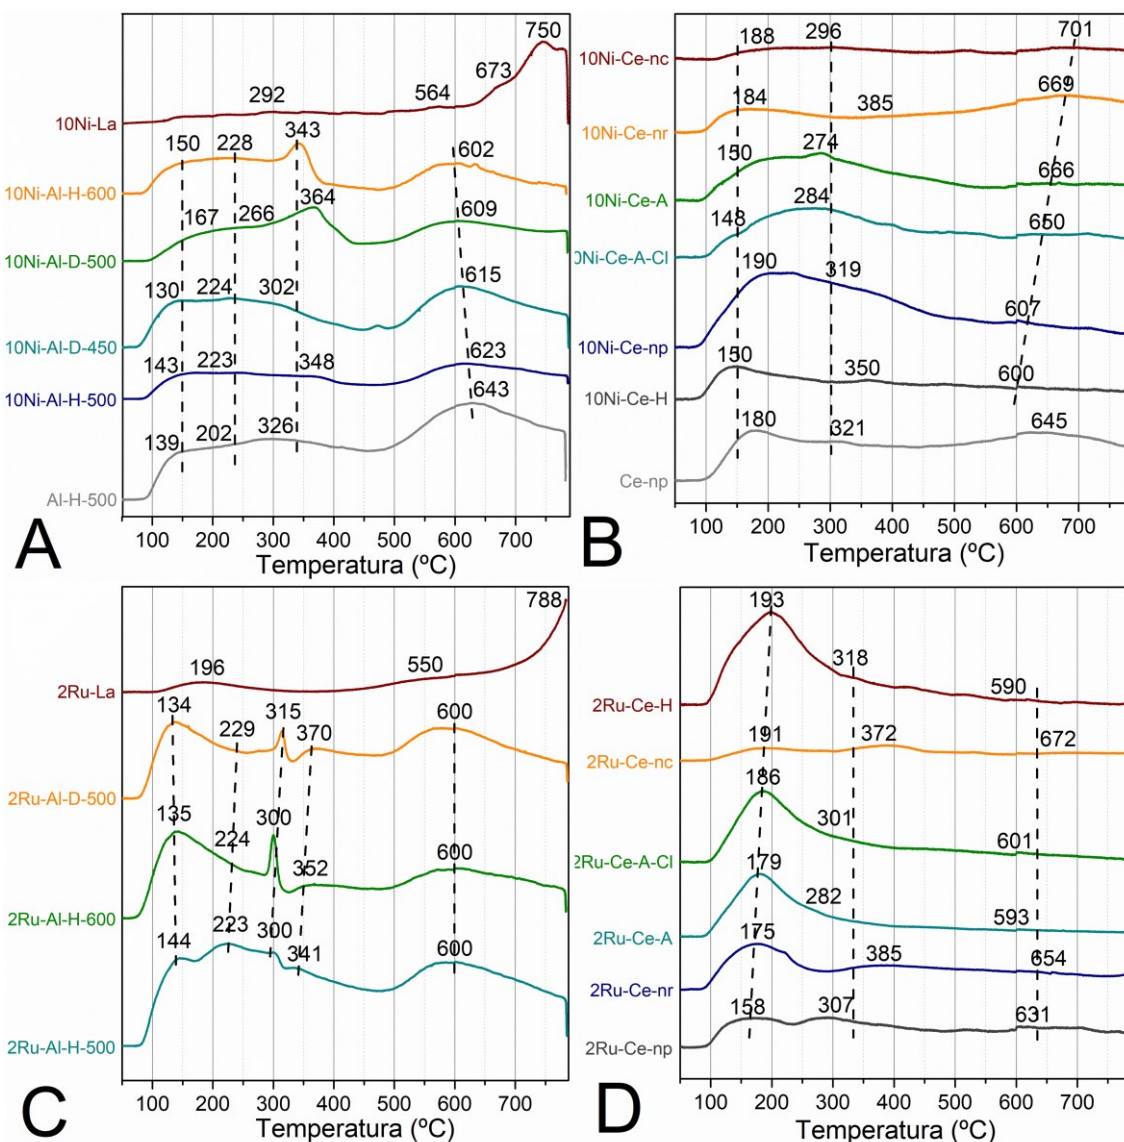 750
673
292
564
10Ni-La
343
150
228
602
10Ni-Al-H-600
364
167
266
609
10Ni-Al-D-500
615
130
224
302
10Ni-Al-D-450
143
223
348
623
10Ni-Al-H-500
643
139
202
326
Al-H-500
A
100 200 300 400 500 600 700
Temperatura (ºC)
188
296
701
10Ni-Ce-nc
184
385
669
10Ni-Ce-nr
150
274
666
10Ni-Ce-A
148
284
650
0Ni-Ce-A-Cl
190
319
607
10Ni-Ce-np
150
350
600
10Ni-Ce-H
180
321
645
Ce-np
B
100 200 300 400 500 600 700
Temperatura (ºC)
788
196
550
2Ru-La
134
229
315
370
600
2Ru-Al-D-500
135
224
300
352
600
2Ru-Al-H-600
144
223
300
341
600
2Ru-Al-H-500
C
100 200 300 400 500 600 700
Temperatura (ºC)
193
318
590
2Ru-Ce-H
191
372
672
2Ru-Ce-nc
186
301
601
2Ru-Ce-A-Cl
179
282
593
2Ru-Ce-A
175
385
654
2Ru-Ce-nr
158
307
631
2Ru-Ce-np
D
100 200 300 400 500 600 700
Temperatura (ºC)